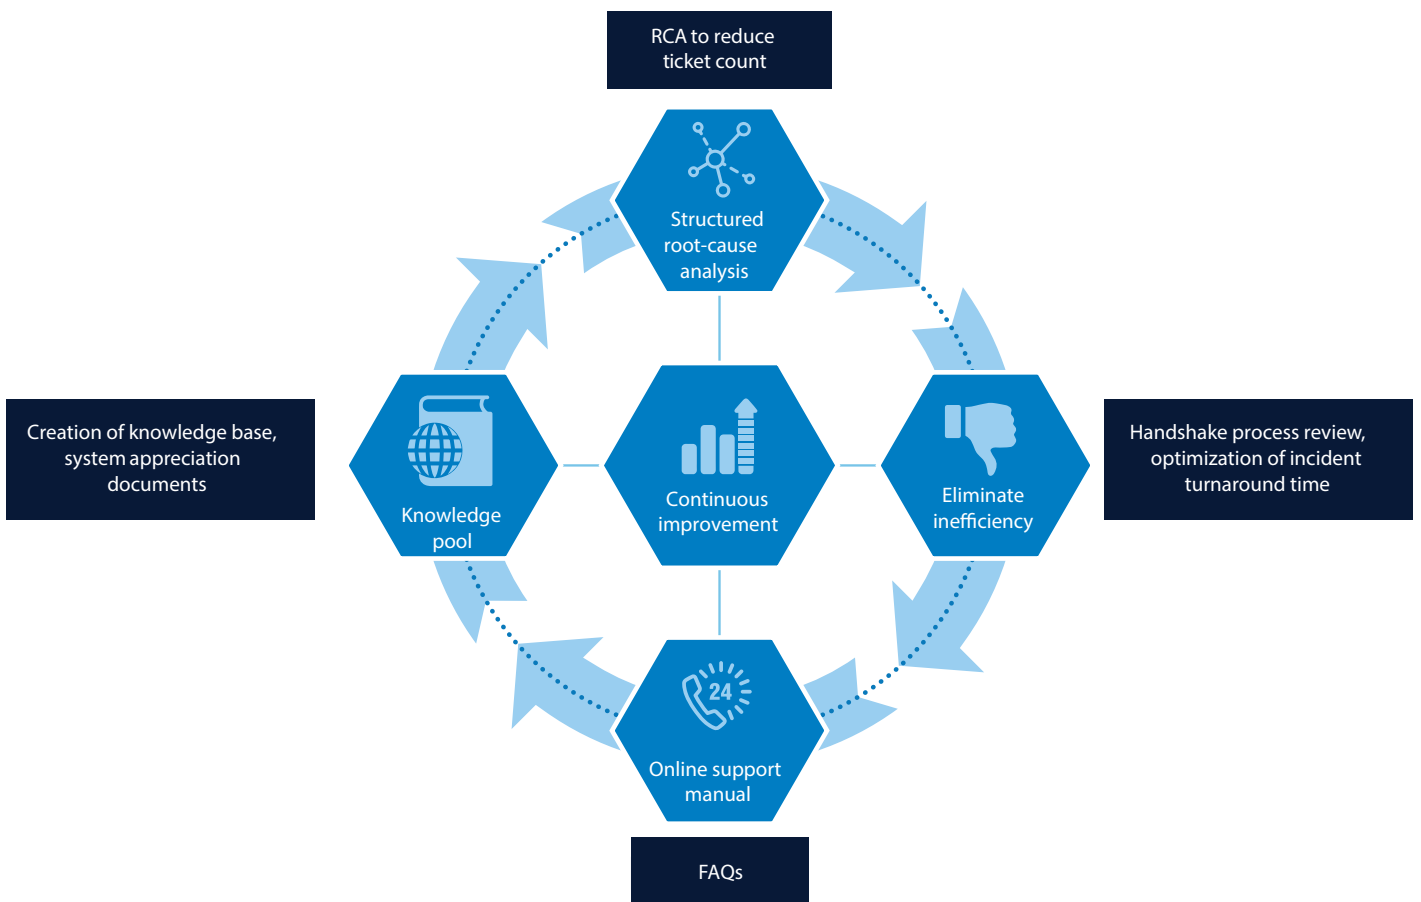 RCA to reduce
ticket count
Structured
root-cause
analysis
Creation of knowledge base,
system appreciation
documents
Knowledge
pool
Continuous
improvement
Eliminate
inefficiency
Handshake process review,
optimization of incident
turnaround time
24
Online support
manual
FAQs